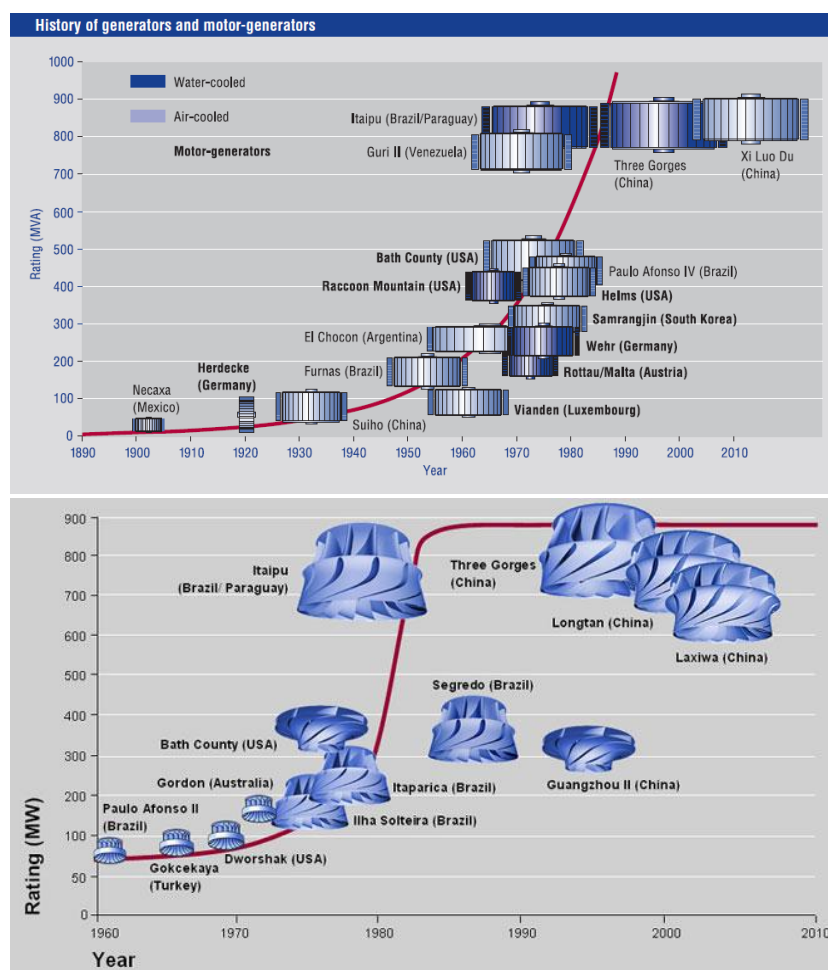 History of generators and motor-generators
1000
900
800
700
600
500
400
300
200
100
0
Rating (MVA)
Water-cooled
Air-cooled
Motor-generators
Itaipu (Brazil/Paraguay)
Guri II (Venezuela)
Three Gorges
(China)
Xi Luo Du
(China)
Bath County (USA)
Paulo Afonso IV (Brazil)
Raccoon Mountain (USA)
Helms (USA)
Samrangjin (South Korea)
El Chocon (Argentina)
Wehr (Germany)
Herdecke
(Germany)
Furnas (Brazil)
Rottau/Malta (Austria)
Necaxa
(Mexico)
Suiho (China)
Vianden (Luxembourg)
1890 1900 1910 1920 1930 1940 1950 1960 1970 1980 1990 2000 2010
Year
900
800
700
600
500
400
300
200
100
50
0
Rating (MW)
Itaipu
(Brazil/ Paraguay)
Three Gorges
(China)
Longtan (China)
Laxiwa (China)
Segredo (Brazil)
Bath County (USA)
Gordon (Australia)
Itaparica (Brazil)
Guangzhou II (China)
Paulo Afonso II
(Brazil)
Ilha Solteira (Brazil)
Dworshak (USA)
Gokcekaya
(Turkey)
1960 1970 1980 1990 2000 2010
Year